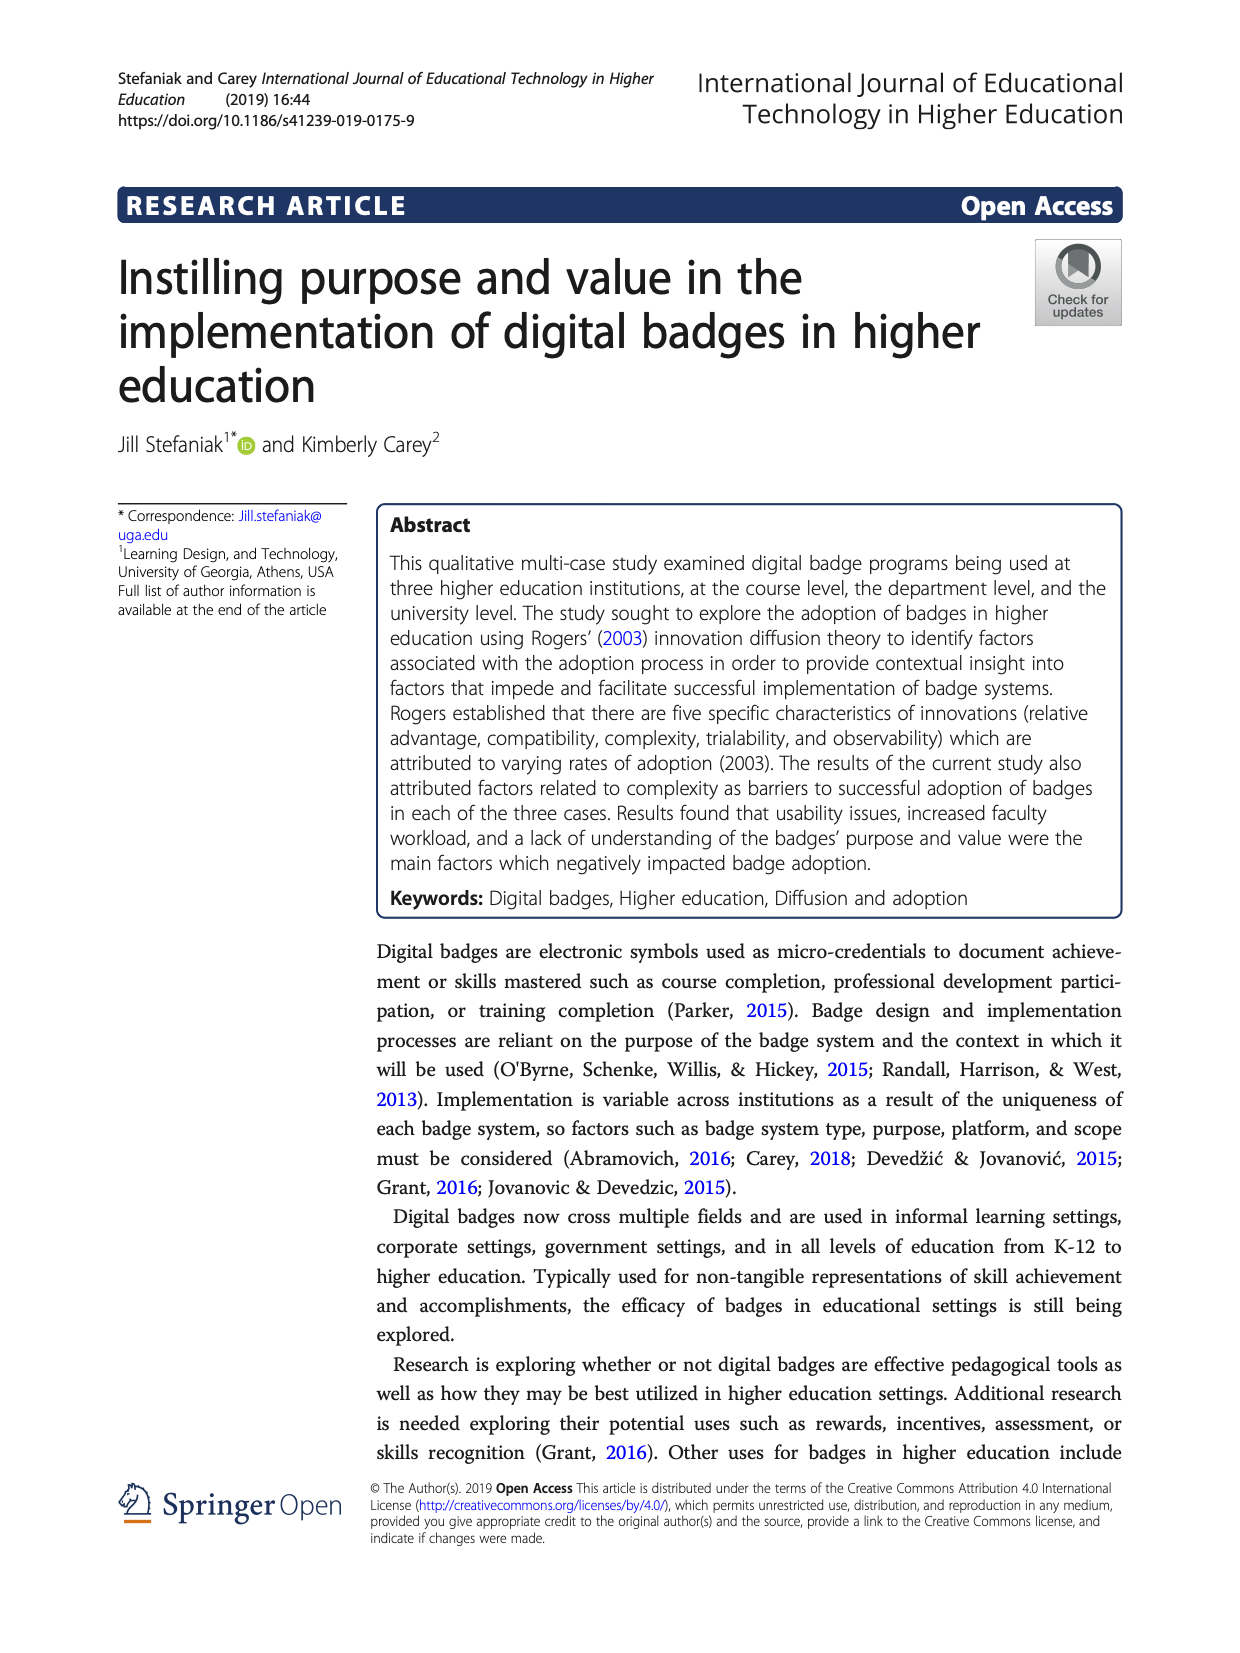 Stefaniak and Carey International Journal of Educational Technology in Higher
Education (2019) 16:44
https://doi.org/10.1186/s41239-019-0175-9
International Journal of Educational
Technology in Higher Education
RESEARCH ARTICLE
Open Access
Instilling purpose and value in the
implementation of digital badges in higher
education
Check for
updates
Jill Stefaniak1* iD and Kimberly Carey2
* Correspondence: Jill.stefaniak@
uga.edu
1Learning Design, and Technology,
University of Georgia, Athens, USA
Full list of author information is
available at the end of the article
Abstract
This qualitative multi-case study examined digital badge programs being used at
three higher education institutions, at the course level, the department level, and the
university level. The study sought to explore the adoption of badges in higher
education using Rogers’ (2003) innovation diffusion theory to identify factors
associated with the adoption process in order to provide contextual insight into
factors that impede and facilitate successful implementation of badge systems.
Rogers established that there are five specific characteristics of innovations (relative
advantage, compatibility, complexity, trialability, and observability) which are
attributed to varying rates of adoption (2003). The results of the current study also
attributed factors related to complexity as barriers to successful adoption of badges
in each of the three cases. Results found that usability issues, increased faculty
workload, and a lack of understanding of the badges’ purpose and value were the
main factors which negatively impacted badge adoption.
Keywords: Digital badges, Higher education, Diffusion and adoption
Digital badges are electronic symbols used as micro-credentials to document achieve-
ment or skills mastered such as course completion, professional development partici-
pation, or training completion (Parker, 2015). Badge design and implementation
processes are reliant on the purpose of the badge system and the context in which it
will be used (O'Byrne, Schenke, Willis, & Hickey, 2015; Randall, Harrison, & West,
2013). Implementation is variable across institutions as a result of the uniqueness of
each badge system, so factors such as badge system type, purpose, platform, and scope
must be considered (Abramovich, 2016; Carey, 2018; Devedžić & Jovanović, 2015;
Grant, 2016; Jovanovic & Devedzic, 2015).
Digital badges now cross multiple fields and are used in informal learning settings,
corporate settings, government settings, and in all levels of education from K-12 to
higher education. Typically used for non-tangible representations of skill achievement
and accomplishments, the efficacy of badges in educational settings is still being
explored.
Research is exploring whether or not digital badges are effective pedagogical tools as
well as how they may be best utilized in higher education settings. Additional research
is needed exploring their potential uses such as rewards, incentives, assessment, or
skills recognition (Grant, 2016). Other uses for badges in higher education include
Springer Open
© The Author(s). 2019 Open Access This article is distributed under the terms of the Creative Commons Attribution 4.0 International
License (http://creativecommons.org/licenses/by/4.0/), which permits unrestricted use, distribution, and reproduction in any medium,
provided you give appropriate credit to the original author(s) and the source, provide a link to the Creative Commons license, and
indicate if changes were made.